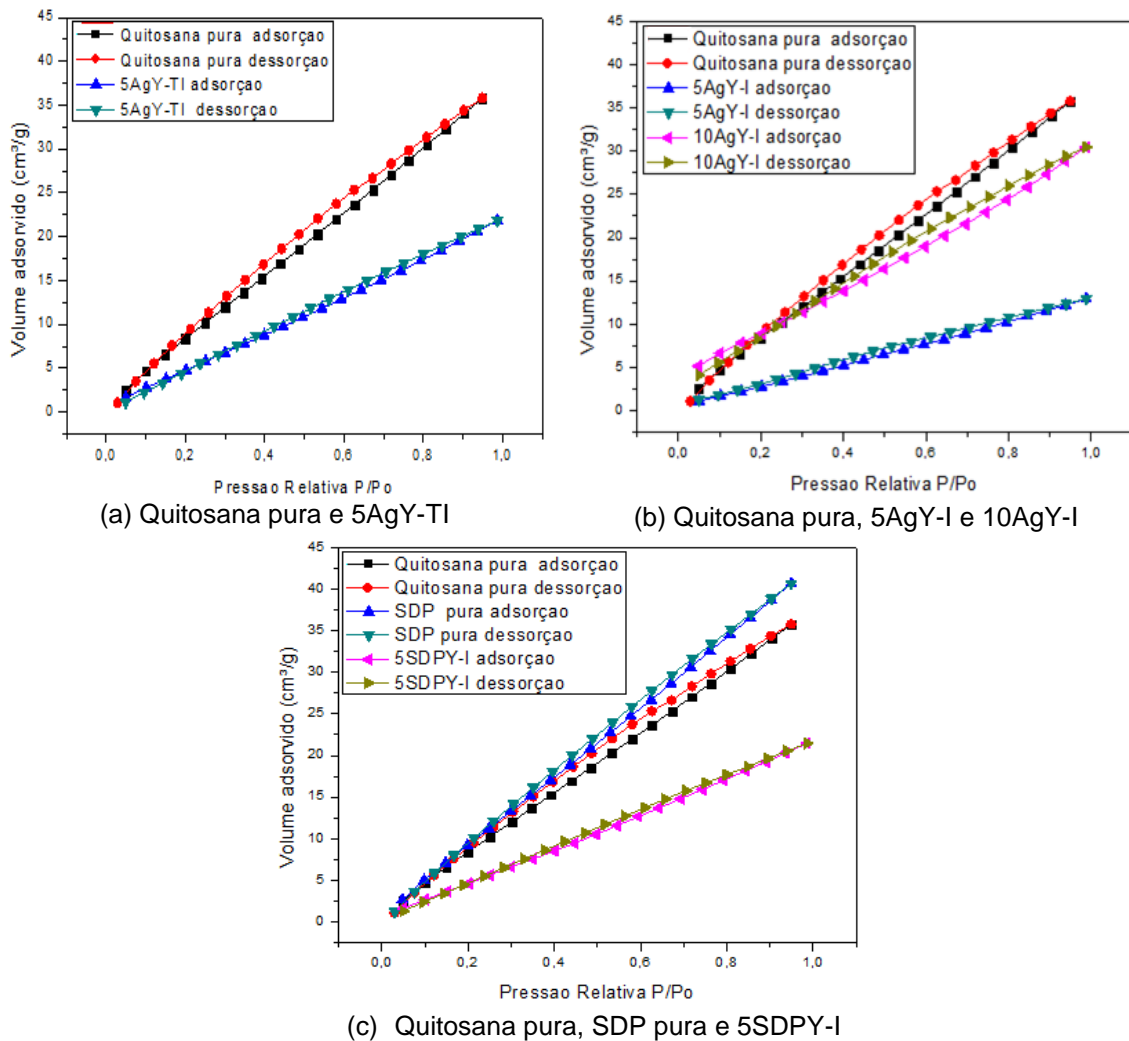 45
40
35
30
25
20
15
10
5
0
Volume adsorvido (cm³/g)
Quitosana pura adsorçao
Quitosana pura dessorçao
5AgY-TI adsorçao
5AgY-TI dessorçao
0,0 0,2 0,4 0,6 0,8 1,0
Pressao Relativa P/Po
(a) Quitosana pura e 5AgY-TI
45
40
35
30
25
20
15
10
5
0
Volume adsorvido (cm³/g)
Quitosana pura adsorçao
Quitosana pura dessorçao
5AgY-I adsorçao
5AgY-I dessorçao
10AgY-I adsorçao
10AgY-I dessorçao
0,0 0,2 0,4 0,6 0,8 1,0
Pressao Relativa P/Po
(b) Quitosana pura, 5AgY-I e 10AgY-I
45
40
35
30
25
20
15
10
5
0
Volume adsorvido (cm³/g)
Quitosana pura adsorçao
Quitosana pura dessorçao
SDP pura adsorçao
SDP pura dessorçao
5SDPY-I adsorçao
5SDPY-I dessorçao
0,0 0,2 0,4 0,6 0,8 1,0
Pressao Relativa P/Po
(c) Quitosana pura, SDP pura e 5SDPY-I